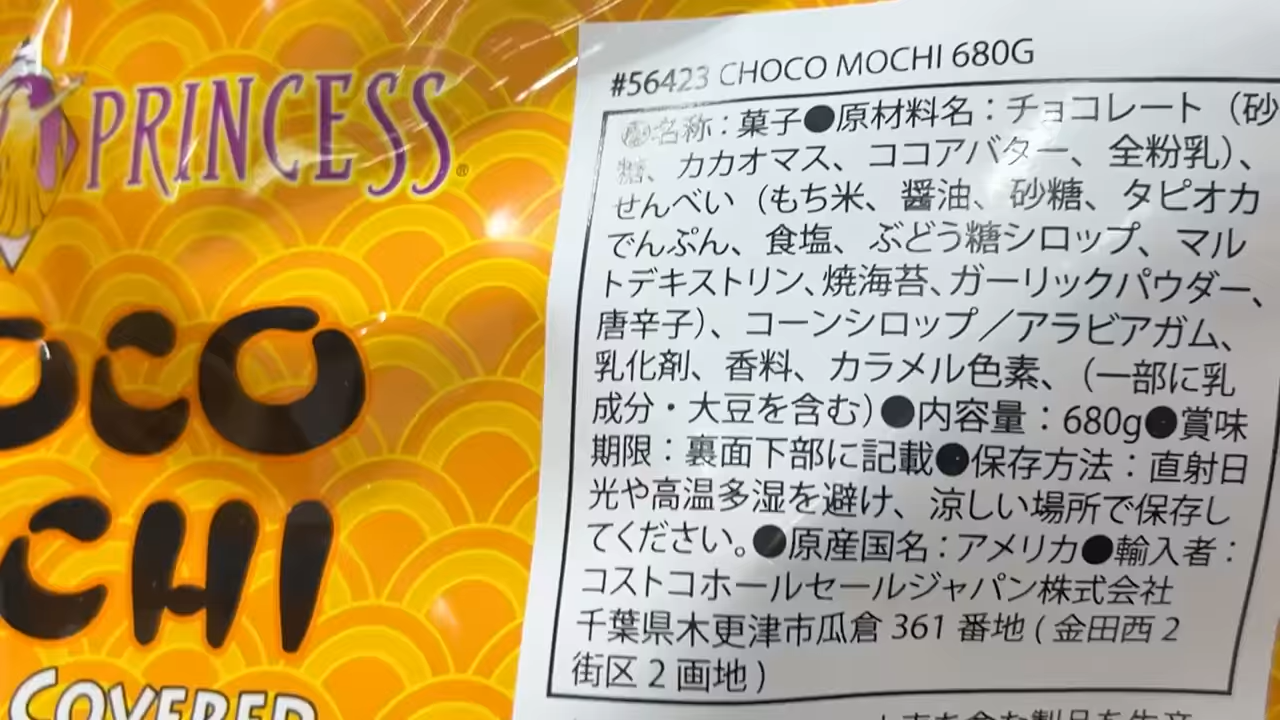 PRINCESS®
OCO
CHI
COVERED
#56423 CHOCO MOCHI 680G
●名称：菓子●原材料名：チョコレート（砂
糖、カカオマス、ココアバター、全粉乳）、
せんべい（もち米、醤油、砂糖、タピオカ
でんぷん、食塩、ぶどう糖シロップ、マル
トデキストリン、焼海苔、ガーリックパウダー、
唐辛子）、コーンシロップ／アラビアガム、
乳化剤、香料、カラメル色素、（一部に乳
成分・大豆を含む）●内容量：680g●賞味
期限：裏面下部に記載●保存方法：直射日
光や高温多湿を避け、涼しい場所で保存し
てください。●原産国名：アメリカ●輸入者：
コストコホールセールジャパン株式会社
千葉県木更津市瓜倉 361 番地 ( 金田西 2
街区 2 画地 )